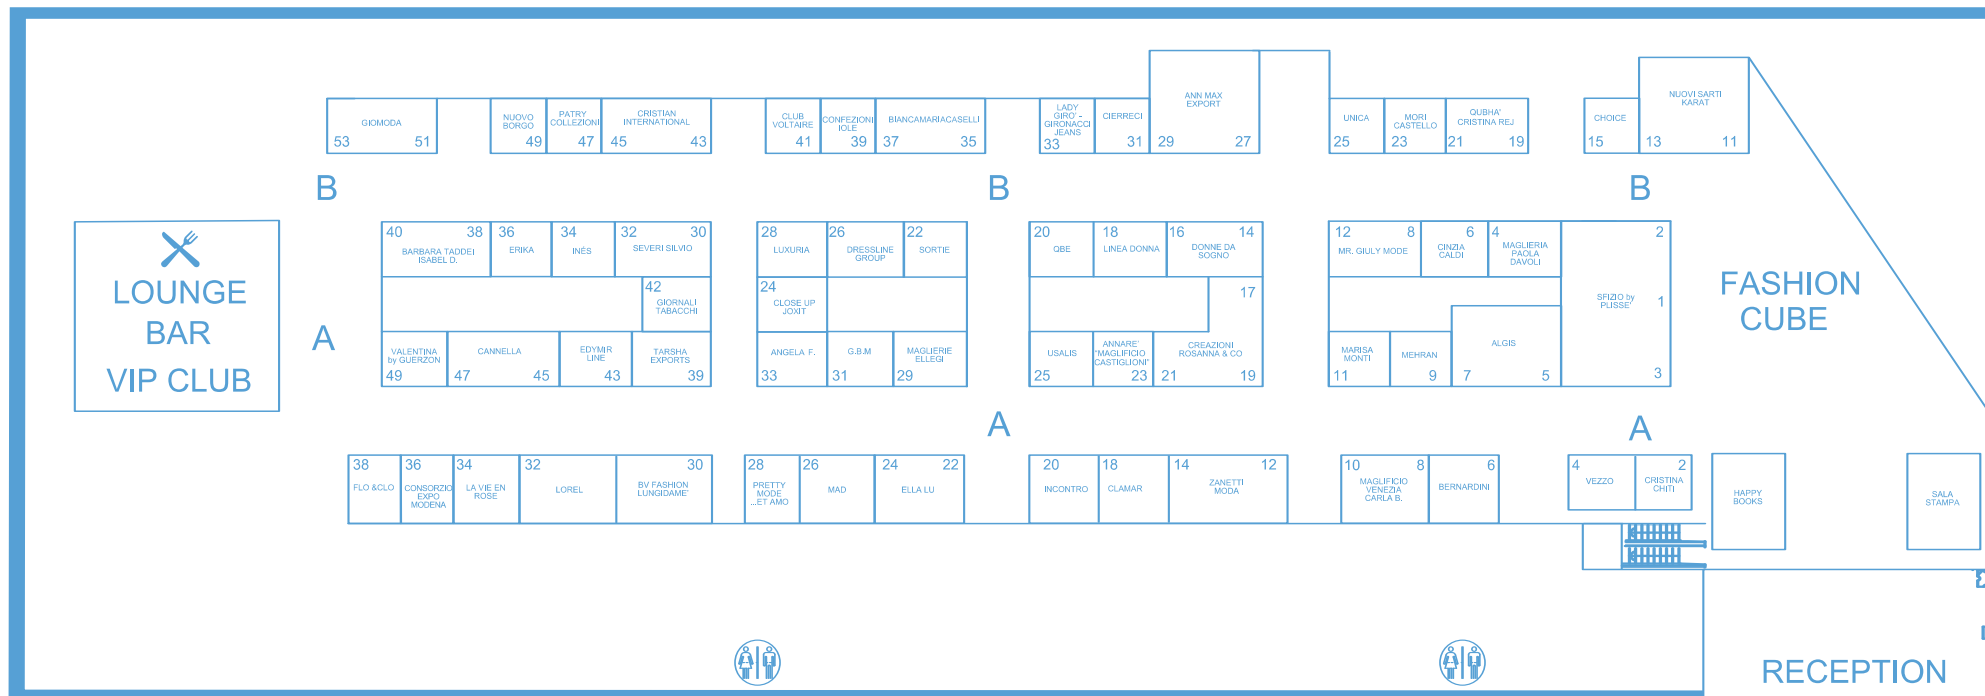 GIOMODA
53 51
NUOVO
BORGO
49
PATRY
COLLEZIONI
47
CRISTIAN
INTERNATIONAL
45 43
CLUB
VOLTAIRE
41
CONFEZIONI
IOLE
39
BIANCAMARIACASELLI
37 35
LADY
GIRO' -
GIRONACCI
JEANS
33
CIERRECI
31
ANN MAX
EXPORT
29 27
UNICA
25
MORI
CASTELLO
23
QUBHA'
CRISTINA REJ
21 19
CHOICE
15
NUOVI SARTI
KARAT
13 11
B
B
B
LOUNGE
BAR
VIP CLUB
40 38
BARBARA TADDEI
ISABEL D.
36
ERIKA
34
INÈS
32 30
SEVERI SILVIO
42
GIORNALI
TABACCHI
A
VALENTINA
by GUERZON
49
CANNELLA
47 45
EDYMIR
LINE
43
TARSHA
EXPORTS
39
28
LUXURIA
26
DRESSLINE
GROUP
22
SORTIE
24
CLOSE UP
JOXIT
ANGELA F.
33
G.B.M
31
MAGLIERIE
ELLEGI
29
20
QBE
18
LINEA DONNA
16 14
DONNE DA
SOGNO
17
USALIS
25
ANNARE'
"MAGLIFICIO
CASTIGLIONI"
23
CREAZIONI
ROSANNA & CO
21 19
12 8
MR. GIULY MODE
6
CINZIA
CALDI
4
MAGLIERIA
PAOLA
DAVOLI
2
SFIZIO by
PLISSE'
1
3
MARISA
MONTI
11
MEHRAN
9
ALGIS
7 5
FASHION
CUBE
A
A
38
FLO &CLO
36
CONSORZIO
EXPO
MODENA
34
LA VIE EN
ROSE
32
LOREL
30
BV FASHION
LUNGIDAME'
28
PRETTY
MODE
...ET AMO
26
MAD
24 22
ELLA LU
20
INCONTRO
18
CLAMAR
14 12
ZANETTI
MODA
10 8
MAGLIFICIO
VENEZIA
CARLA B.
6
BERNARDINI
4
VEZZO
2
CRISTINA
CHITI
HAPPY
BOOKS
SALA
STAMPA
RECEPTION